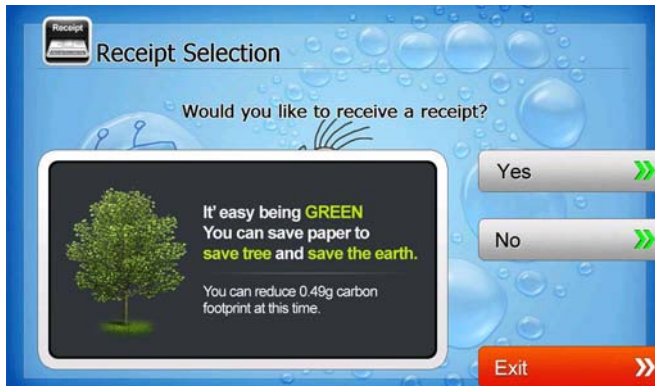 Receipt
Receipt Selection
Would you like to receive a receipt?
It' easy being GREEN
You can save paper to
save tree and save the earth.
You can reduce 0.49g carbon
footprint at this time.
Yes
No
Exit